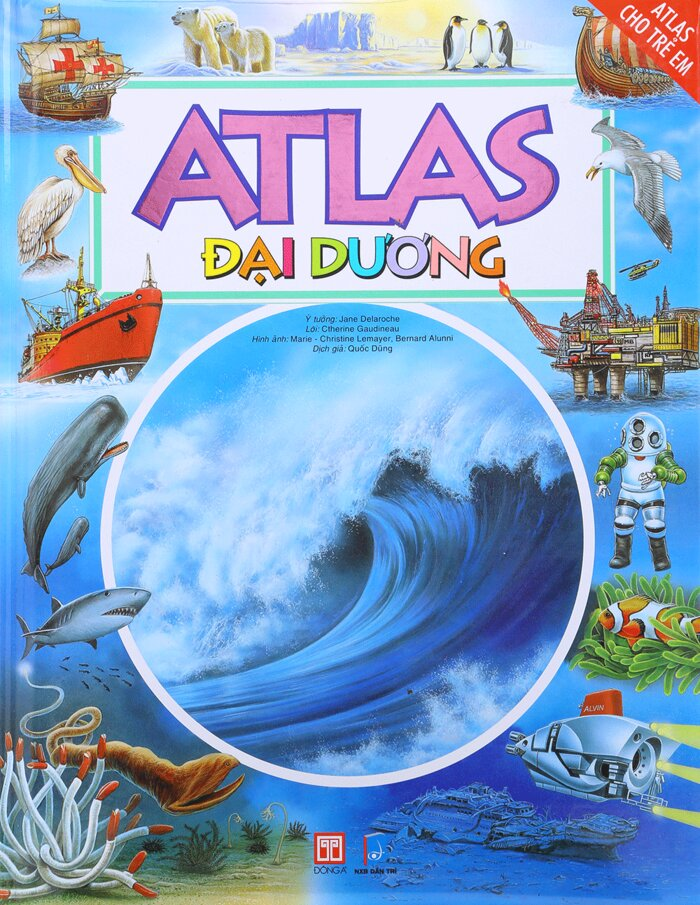 ATLAS
CHO TRẺ EM
ATLAS
ĐẠI DƯƠNG
Ý tưởng: Jane Delaroche
Lời: Ctherine Gaudineau
Hình ảnh: Marie - Christine Lemayer, Bernard Alunni
Dịch giả: Quốc Dũng
ALVIN
ĐÔNG A
NXB DÂN TRÍ